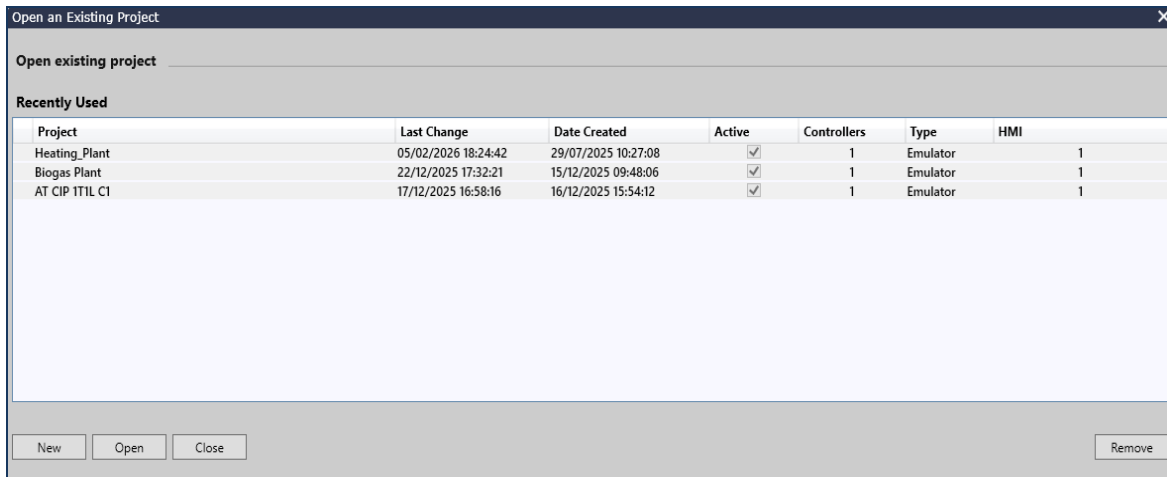 Open an Existing Project
Open existing project
Recently Used
Project Last Change Date Created Active Controllers Type HMI
Heating_Plant 05/02/2026 18:24:42 29/07/2025 10:27:08 1 Emulator 1
Biogas Plant 22/12/2025 17:32:21 15/12/2025 09:48:06 1 Emulator 1
AT CIP 1T1L C1 17/12/2025 16:58:16 16/12/2025 15:54:12 1 Emulator 1
New Open Close Remove